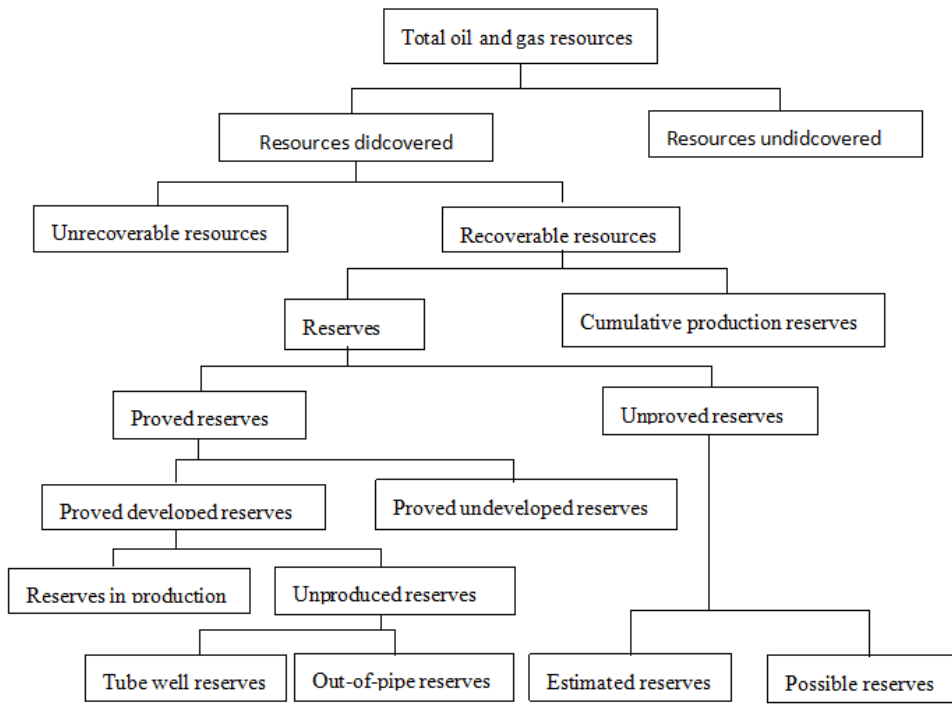 Total oil and gas resources
Resources didcovered
Resources undidcovered
Unrecoverable resources
Recoverable resources
Reserves
Cumulative production reserves
Proved reserves
Unproved reserves
Proved developed reserves
Proved undeveloped reserves
Reserves in production
Unproduced reserves
Tube well reserves
Out-of-pipe reserves
Estimated reserves
Possible reserves